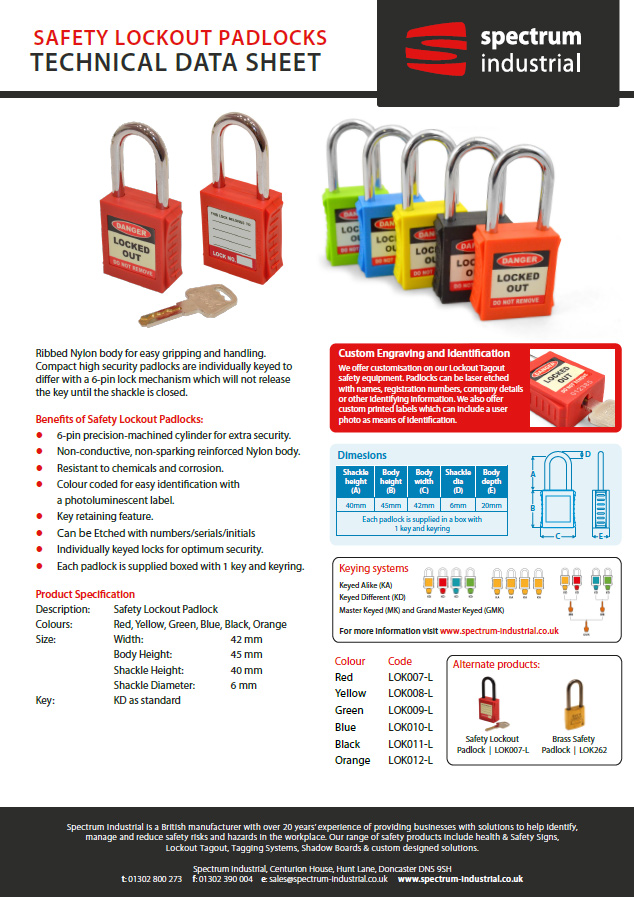 SAFETY LOCKOUT PADLOCKS
TECHNICAL DATA SHEET
spectrum
industrial
DANGER
LOCKED
OUT
DO NOT REMOVE
THIS LOCK BELONGS TO:
LOCK NO.
DANGER
LOCKED
OUT
DO NOT REMOVE
Ribbed Nylon body for easy gripping and handling.
Compact high security padlocks are individually keyed to
differ with a 6-pin lock mechanism which will not release
the key until the shackle is closed.
Benefits of Safety Lockout Padlocks:
• 6-pin precision-machined cylinder for extra security.
• Non-conductive, non-sparking reinforced Nylon body.
• Resistant to chemicals and corrosion.
• Colour coded for easy identification with
a photoluminescent label.
• Key retaining feature.
• Can be Etched with numbers/serials/initials
• Individually keyed locks for optimum security.
• Each padlock is supplied boxed with 1 key and keyring.
Product Specification
Description: Safety Lockout Padlock
Colours: Red, Yellow, Green, Blue, Black, Orange
Size: Width: 42 mm
Body Height: 45 mm
Shackle Height: 40 mm
Shackle Diameter: 6 mm
Key: KD as standard
Custom Engraving and Identification
We offer customisation on our Lockout Tagout
safety equipment. Padlocks can be laser etched
with names, registration numbers, company details
or other identifying information. We also offer
custom printed labels which can include a user
photo as means of identification.
DANGER
LOCKED
OUT
DO NOT REMOVE
Dimesions
Shackle height (A) Body height (B) Body width (C) Shackle dia (D) Body depth (E)
40mm 45mm 42mm 6mm 20mm
Each padlock is supplied in a box with
1 key and keyring
A
B
C
D
E
Keying systems
Keyed Alike (KA)
Keyed Different (KD)
Master Keyed (MK) and Grand Master Keyed (GMK)
For more information visit www.spectrum-industrial.co.uk
Colour Code
Red LOK007-L
Yellow LOK008-L
Green LOK009-L
Blue LOK010-L
Black LOK011-L
Orange LOK012-L
Alternate products:
Safety Lockout
Padlock | LOK007-L
Brass Safety
Padlock | LOK262
Spectrum Industrial is a British manufacturer with over 20 years' experience of providing businesses with solutions to help identify,
manage and reduce safety risks and hazards in the workplace. Our range of safety products include health & Safety Signs,
Lockout Tagout, Tagging Systems, Shadow Boards & custom designed solutions.
Spectrum Industrial, Centurion House, Hunt Lane, Doncaster DN5 9SH
t: 01302 800 273 f: 01302 390 004 e: sales@spectrum-industrial.co.uk www.spectrum-industrial.co.uk